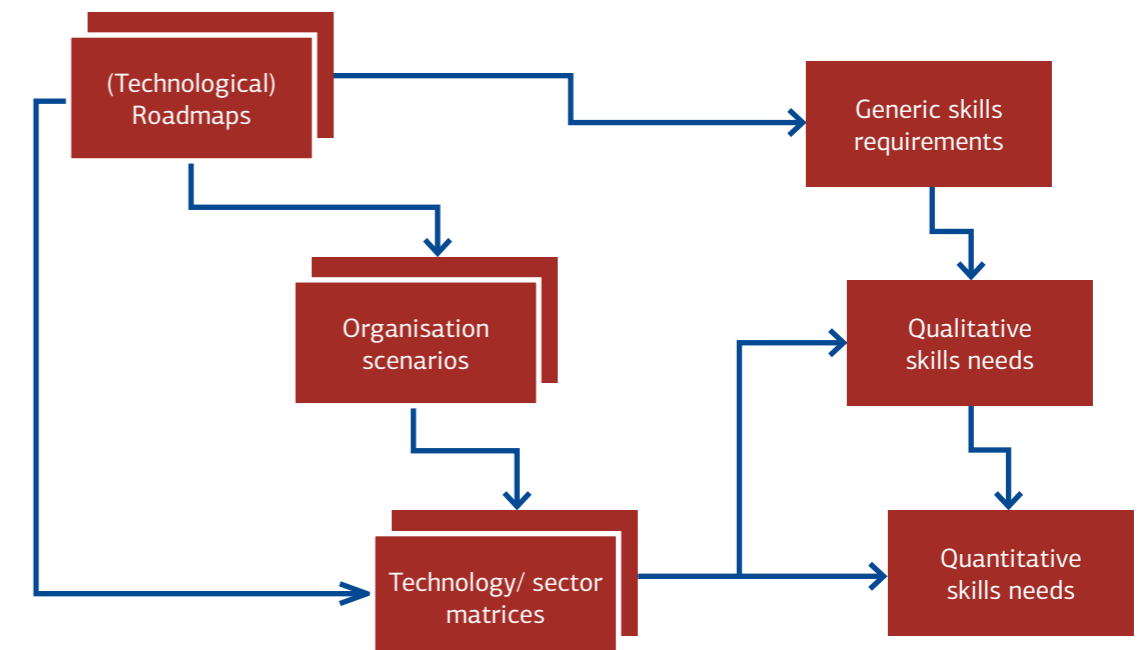 (Technological)
Roadmaps
Generic skills
requirements
Organisation
scenarios
Qualitative
skills needs
Technology/ sector
matrices
Quantitative
skills needs